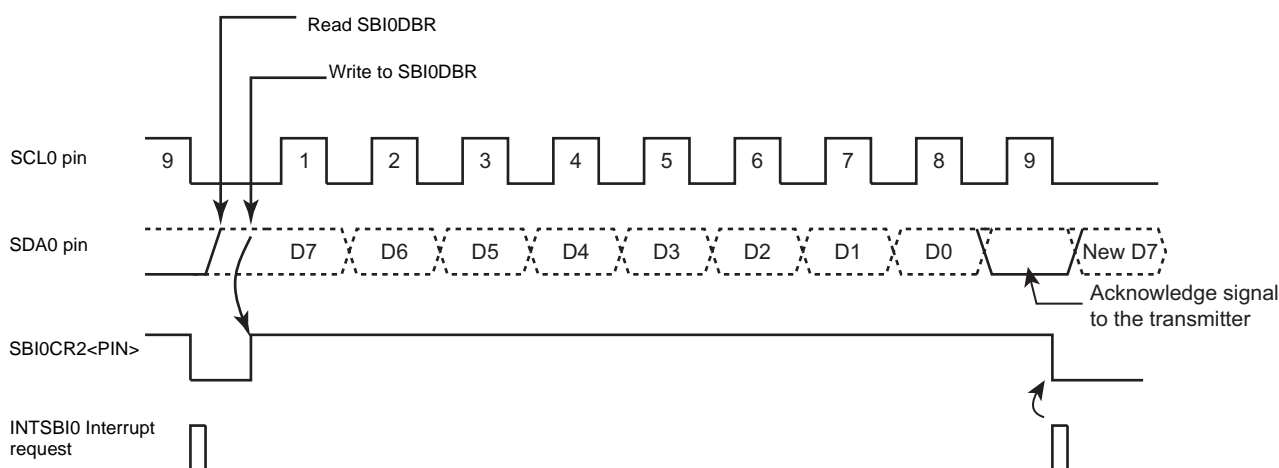 Read SBI0DBR
Write to SBI0DBR
SCL0 pin
9 1 2 3 4 5 6 7 8 9
SDA0 pin
D7 D6 D5 D4 D3 D2 D1 D0 New D7
Acknowledge signal
to the transmitter
SBI0CR2<PIN>
INTSBI0 Interrupt
request